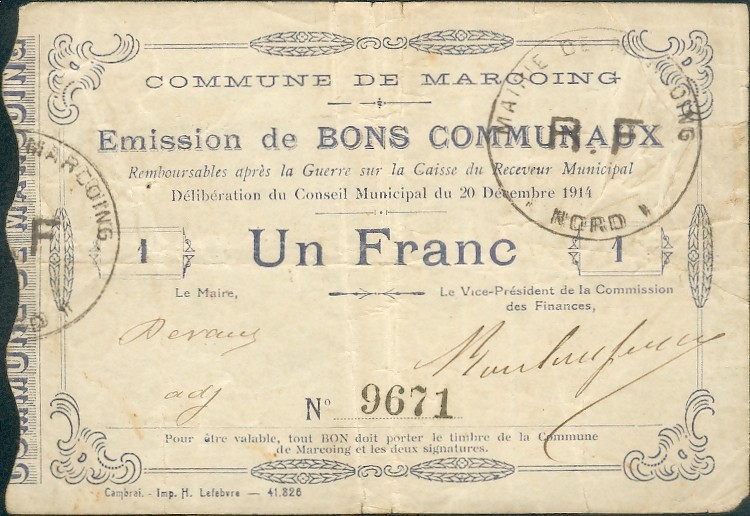 COMMUNE DE MARCOING
Emission de BONS COMMUNAUX
Remboursables après la Guerre sur la Caisse du Receveur Municipal
Délibération du Conseil Municipal du 20 Décembre 1914
1 Un Franc 1
Le Maire,
Le Vice-Président de la Commission
des Finances,
adj
No 9671
Pour être valable, tout BON doit porter le timbre de la Commune
de Marcoing et les deux signatures.
Cambrai. - Imp. H. Lefebvre — 41.826
MAIRIE DE MARCOING
R.F
" NORD "
MARCOING
F